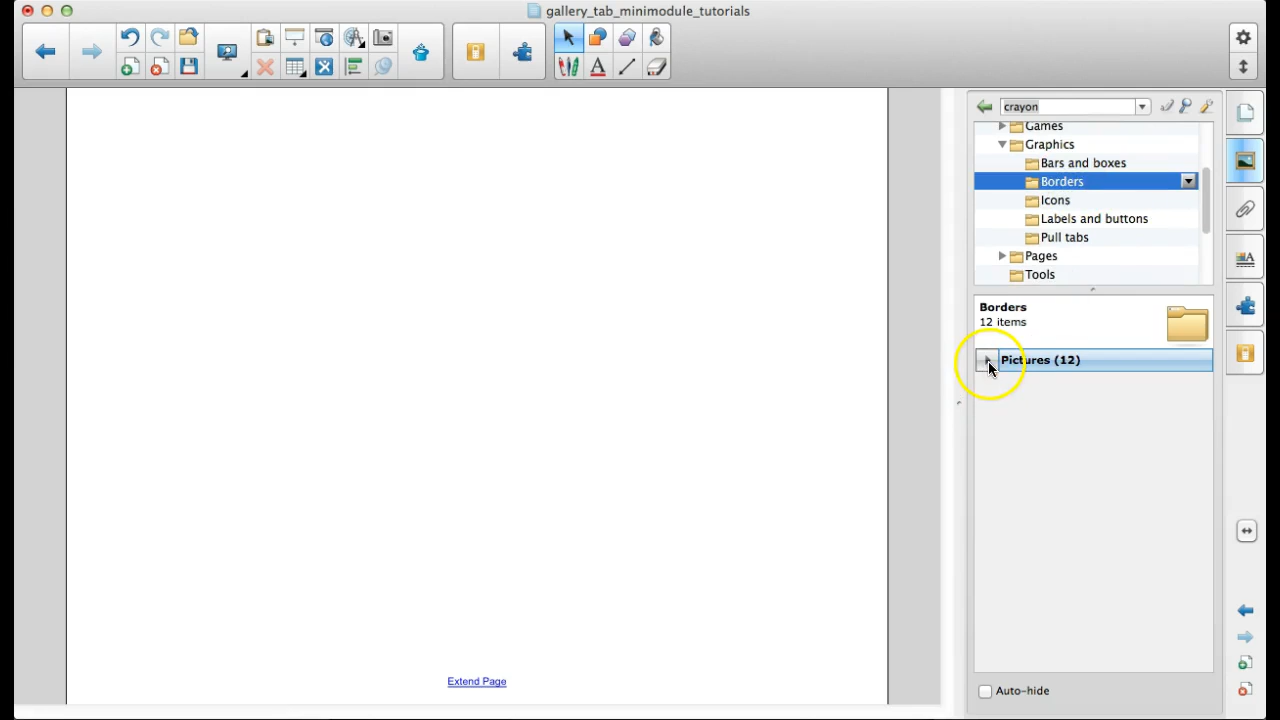 gallery_tab_minimodule_tutorials
crayon
Games
Graphics
Bars and boxes
Borders
Icons
Labels and buttons
Pull tabs
Pages
Tools
Borders
12 items
Pictures (12)
Extend Page
Auto-hide